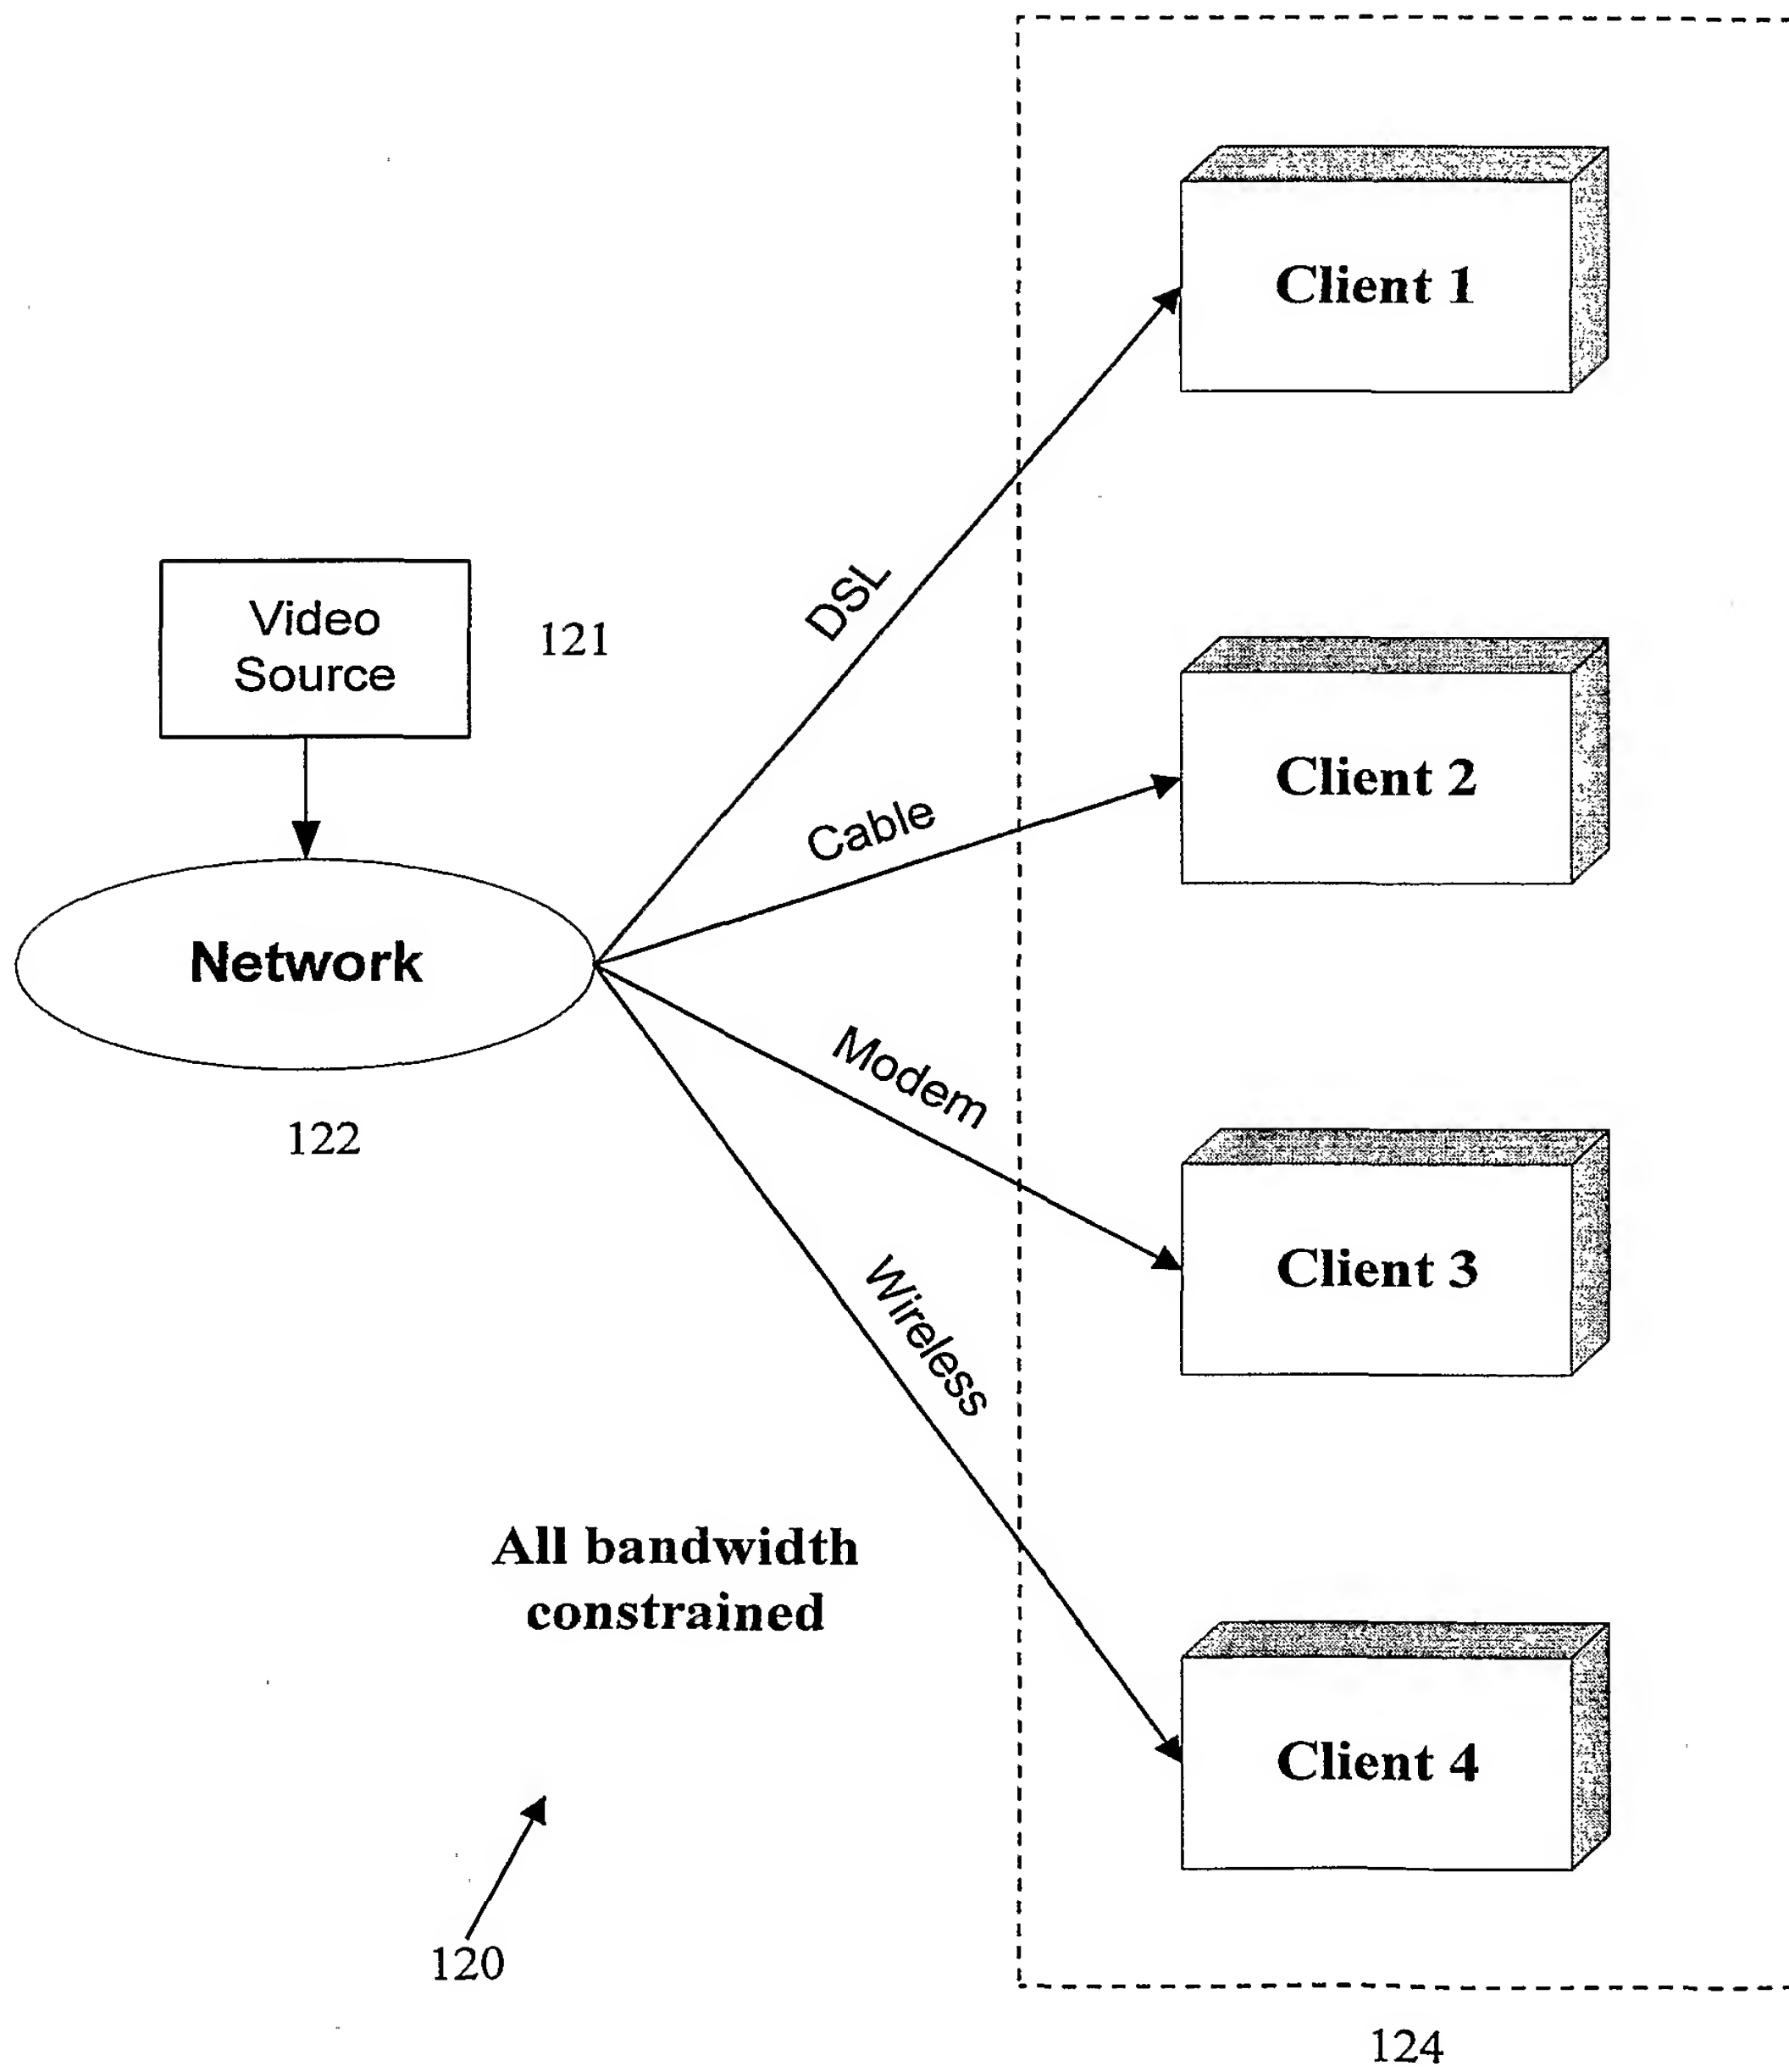 Client 1
DSL
Video
Source
121
Client 2
Cable
Network
Modem
122
Client 3
Wireless
All bandwidth
constrained
Client 4
120
124